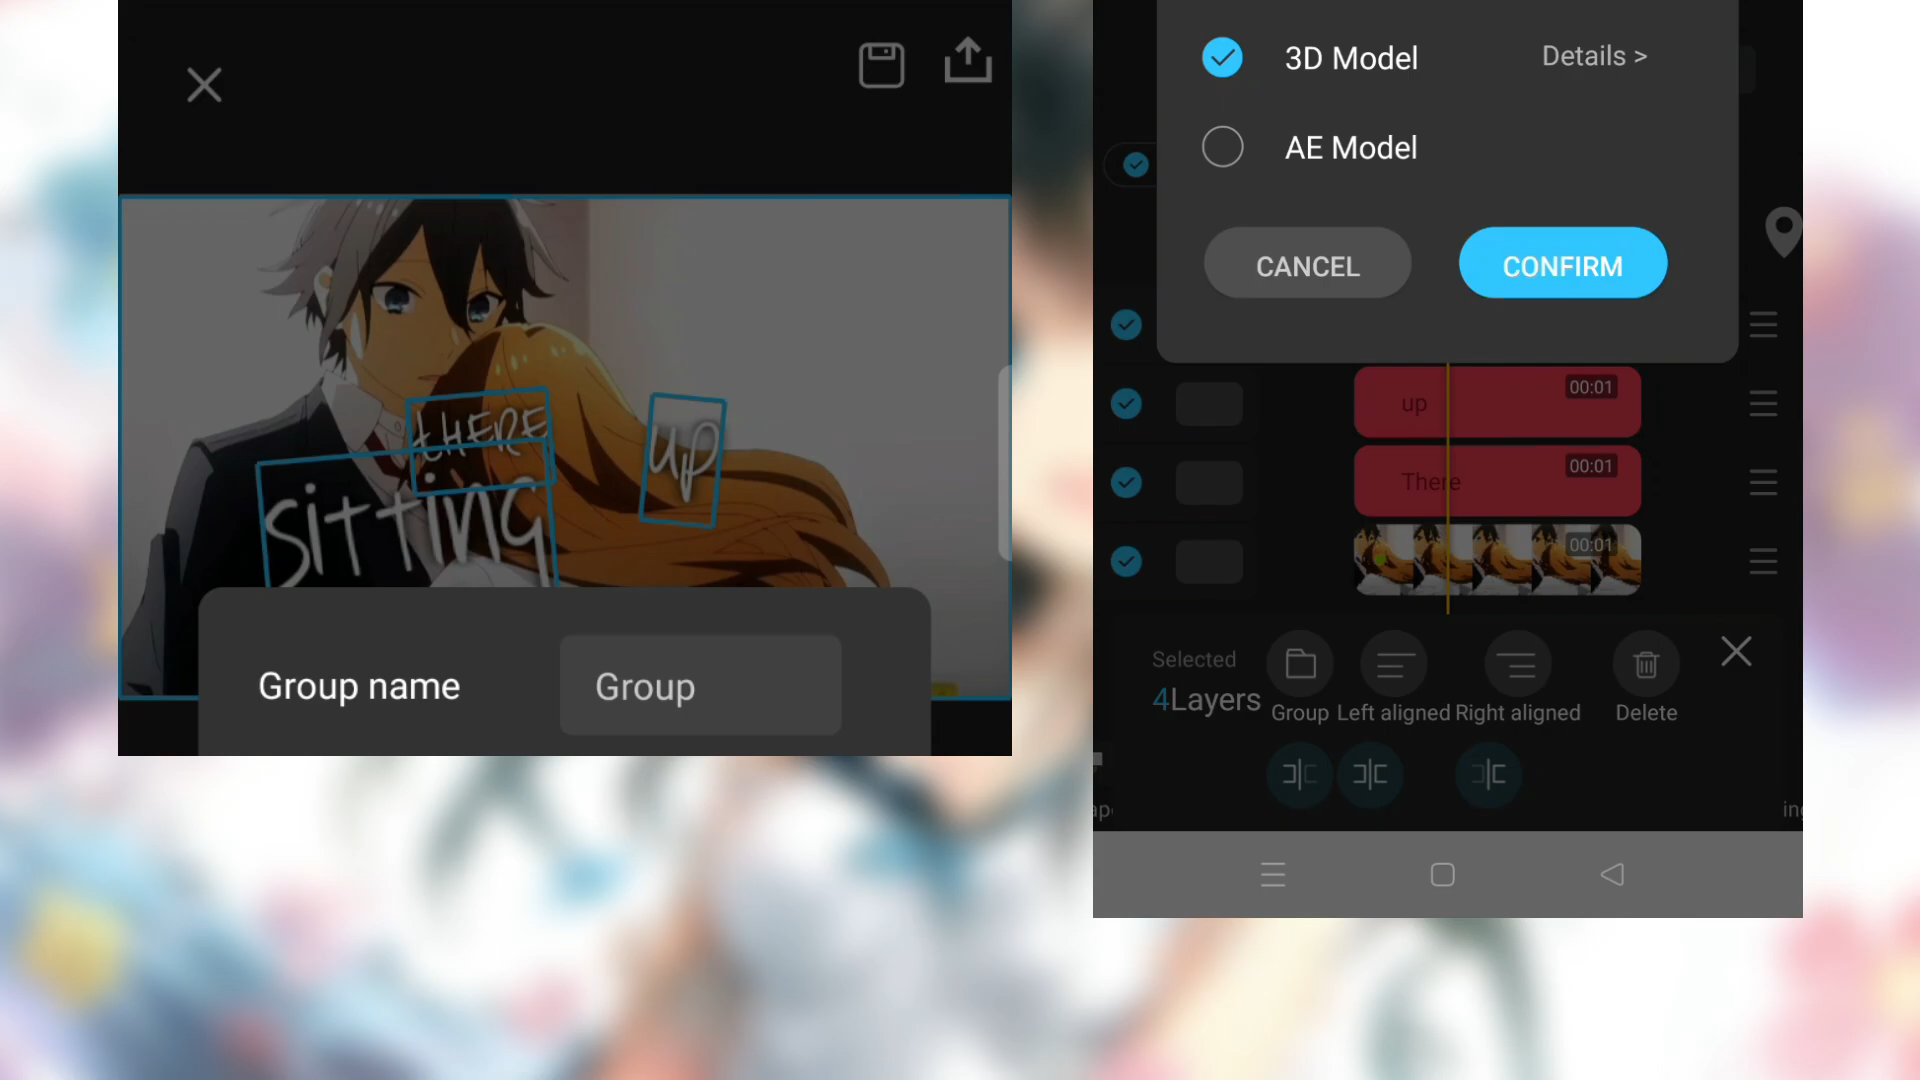 tHERE
up
sitting
Group name
Group
3D Model
Details >
AE Model
CANCEL
CONFIRM
00:01
up
00:01
There
00:01
Selected
4Layers
Group
Left aligned
Right aligned
Delete